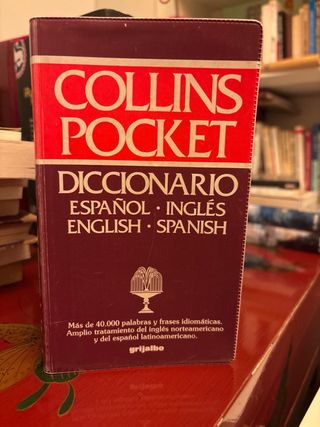 COLLINS
POCKET
DICCIONARIO
ESPAÑOL · INGLÉS
ENGLISH · SPANISH
Más de 40.000 palabras y frases idiomáticas.
Amplio tratamiento del inglés norteamericano
y del español latinoamericano.
grijalbo